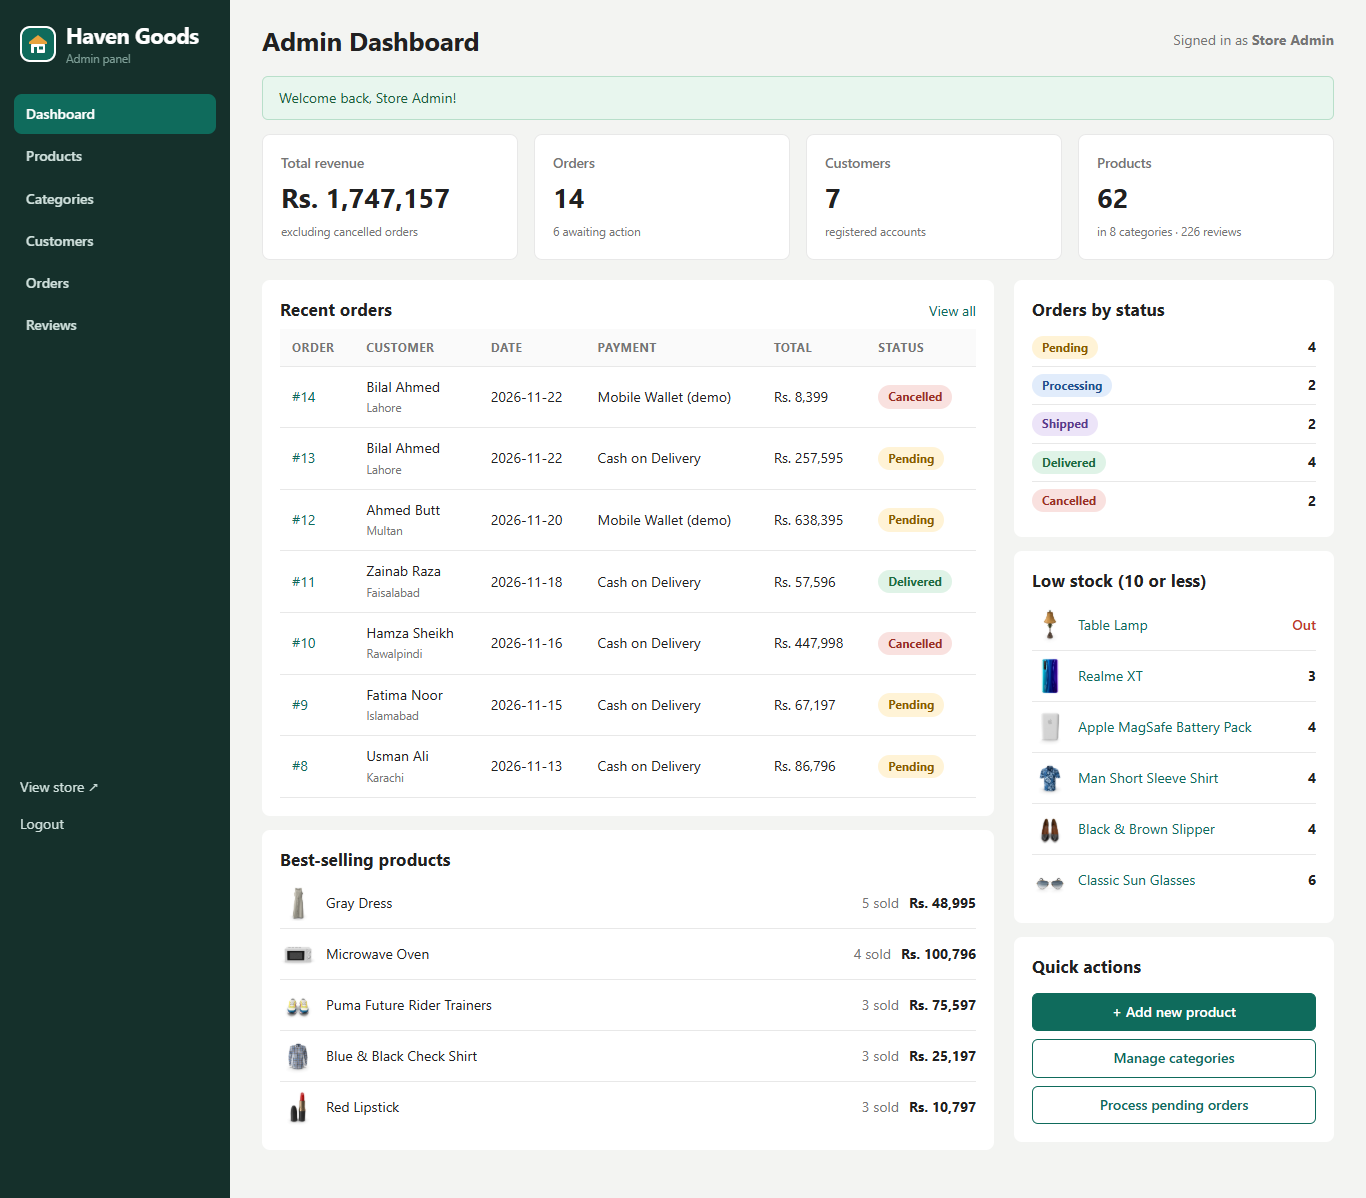 Haven Goods
Admin panel
Dashboard
Products
Categories
Customers
Orders
Reviews
View store ↗
Logout
Admin Dashboard
Signed in as Store Admin
Welcome back, Store Admin!
Total revenue
Rs. 1,747,157
excluding cancelled orders
Orders
14
6 awaiting action
Customers
7
registered accounts
Products
62
in 8 categories · 226 reviews
Recent orders
View all
ORDER CUSTOMER DATE PAYMENT TOTAL STATUS
#14 Bilal Ahmed 2026-11-22 Mobile Wallet (demo) Rs. 8,399 Cancelled
Lahore
#13 Bilal Ahmed 2026-11-22 Cash on Delivery Rs. 257,595 Pending
Lahore
#12 Ahmed Butt 2026-11-20 Mobile Wallet (demo) Rs. 638,395 Pending
Multan
#11 Zainab Raza 2026-11-18 Cash on Delivery Rs. 57,596 Delivered
Faisalabad
#10 Hamza Sheikh 2026-11-16 Cash on Delivery Rs. 447,998 Cancelled
Rawalpindi
#9 Fatima Noor 2026-11-15 Cash on Delivery Rs. 67,197 Pending
Islamabad
#8 Usman Ali 2026-11-13 Cash on Delivery Rs. 86,796 Pending
Karachi
Best-selling products
Gray Dress 5 sold Rs. 48,995
Microwave Oven 4 sold Rs. 100,796
Puma Future Rider Trainers 3 sold Rs. 75,597
Blue & Black Check Shirt 3 sold Rs. 25,197
Red Lipstick 3 sold Rs. 10,797
Orders by status
Pending 4
Processing 2
Shipped 2
Delivered 4
Cancelled 2
Low stock (10 or less)
Table Lamp Out
Realme XT 3
Apple MagSafe Battery Pack 4
Man Short Sleeve Shirt 4
Black & Brown Slipper 4
Classic Sun Glasses 6
Quick actions
+ Add new product
Manage categories
Process pending orders